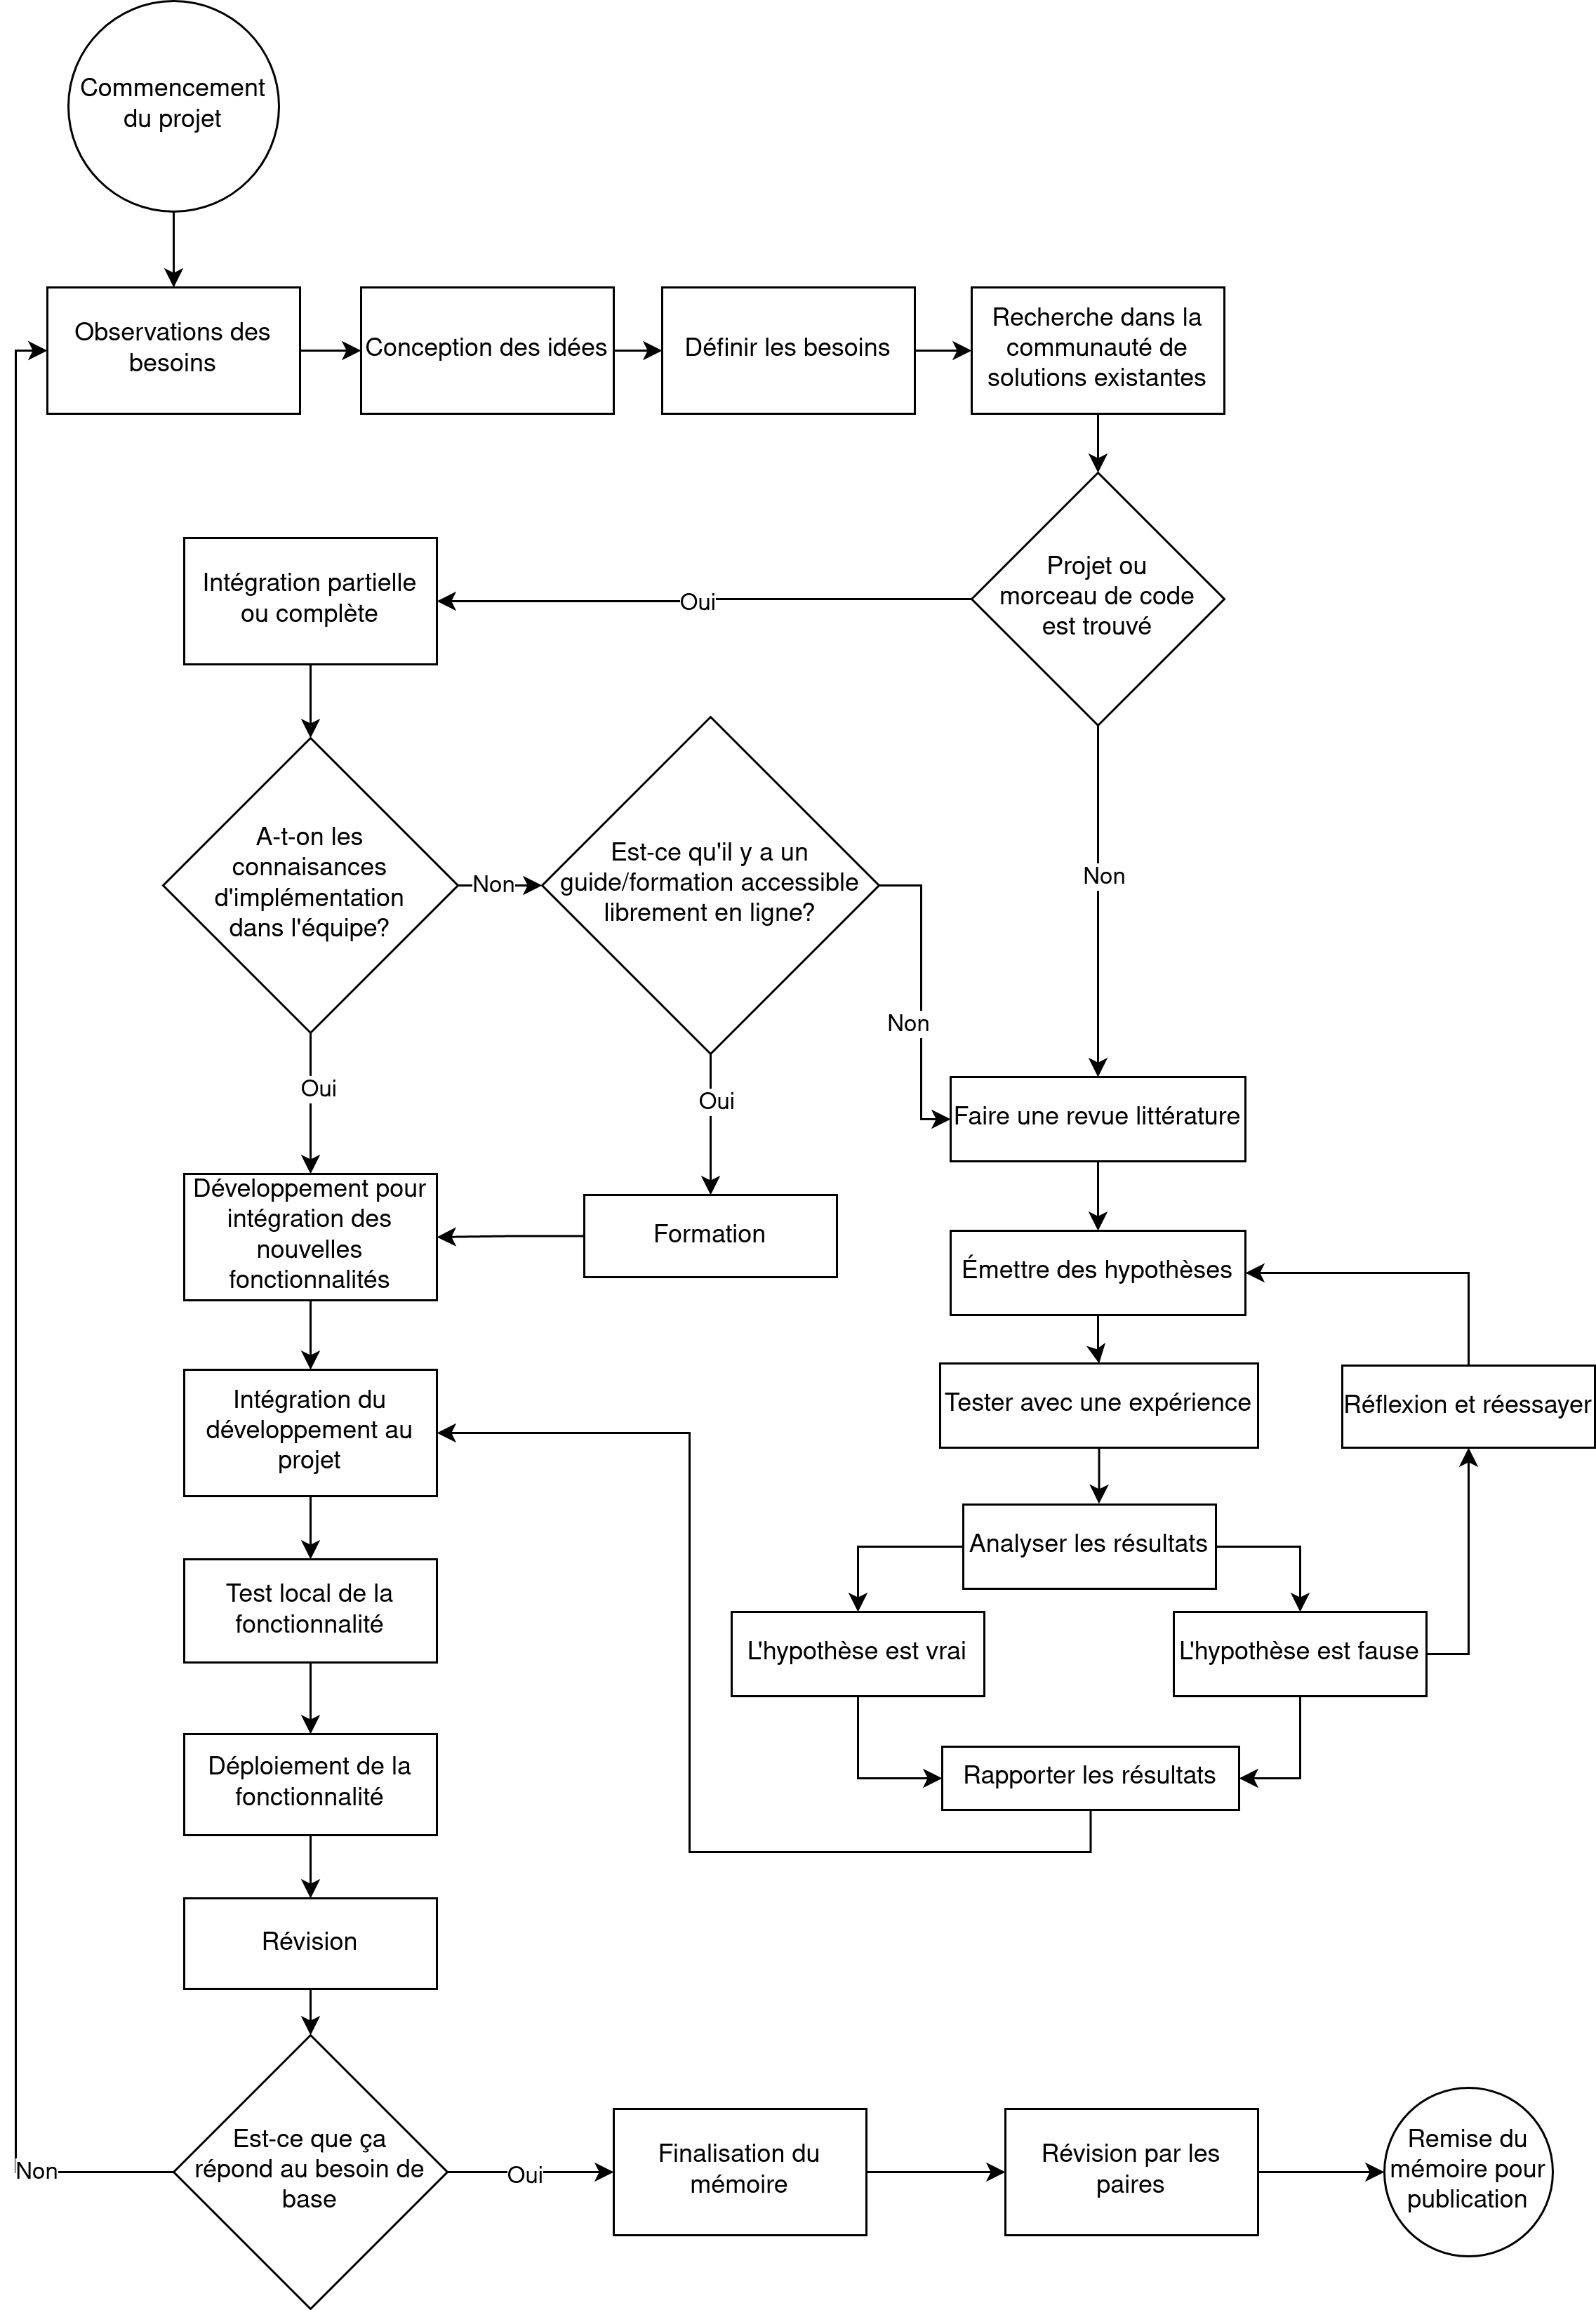 Commencement
du projet
Observations des
besoins
Conception des idées
Définir les besoins
Recherche dans la
communauté de
solutions existantes
Projet ou
morceau de code
est trouvé
Oui
Intégration partielle
ou complète
Non
A-t-on les
connaisances
d'implémentation
dans l'équipe?
Non
Est-ce qu'il y a un
guide/formation accessible
librement en ligne?
Non
Oui
Oui
Faire une revue littérature
Développement pour
intégration des
nouvelles
fonctionnalités
Formation
Émettre des hypothèses
Intégration du
développement au
projet
Tester avec une expérience
Réflexion et réessayer
Analyser les résultats
Test local de la
fonctionnalité
L'hypothèse est vrai
L'hypothèse est fause
Déploiement de la
fonctionnalité
Rapporter les résultats
Révision
Est-ce que ça
répond au besoin de
base
Non
Oui
Finalisation du
mémoire
Révision par les
paires
Remise du
mémoire pour
publication